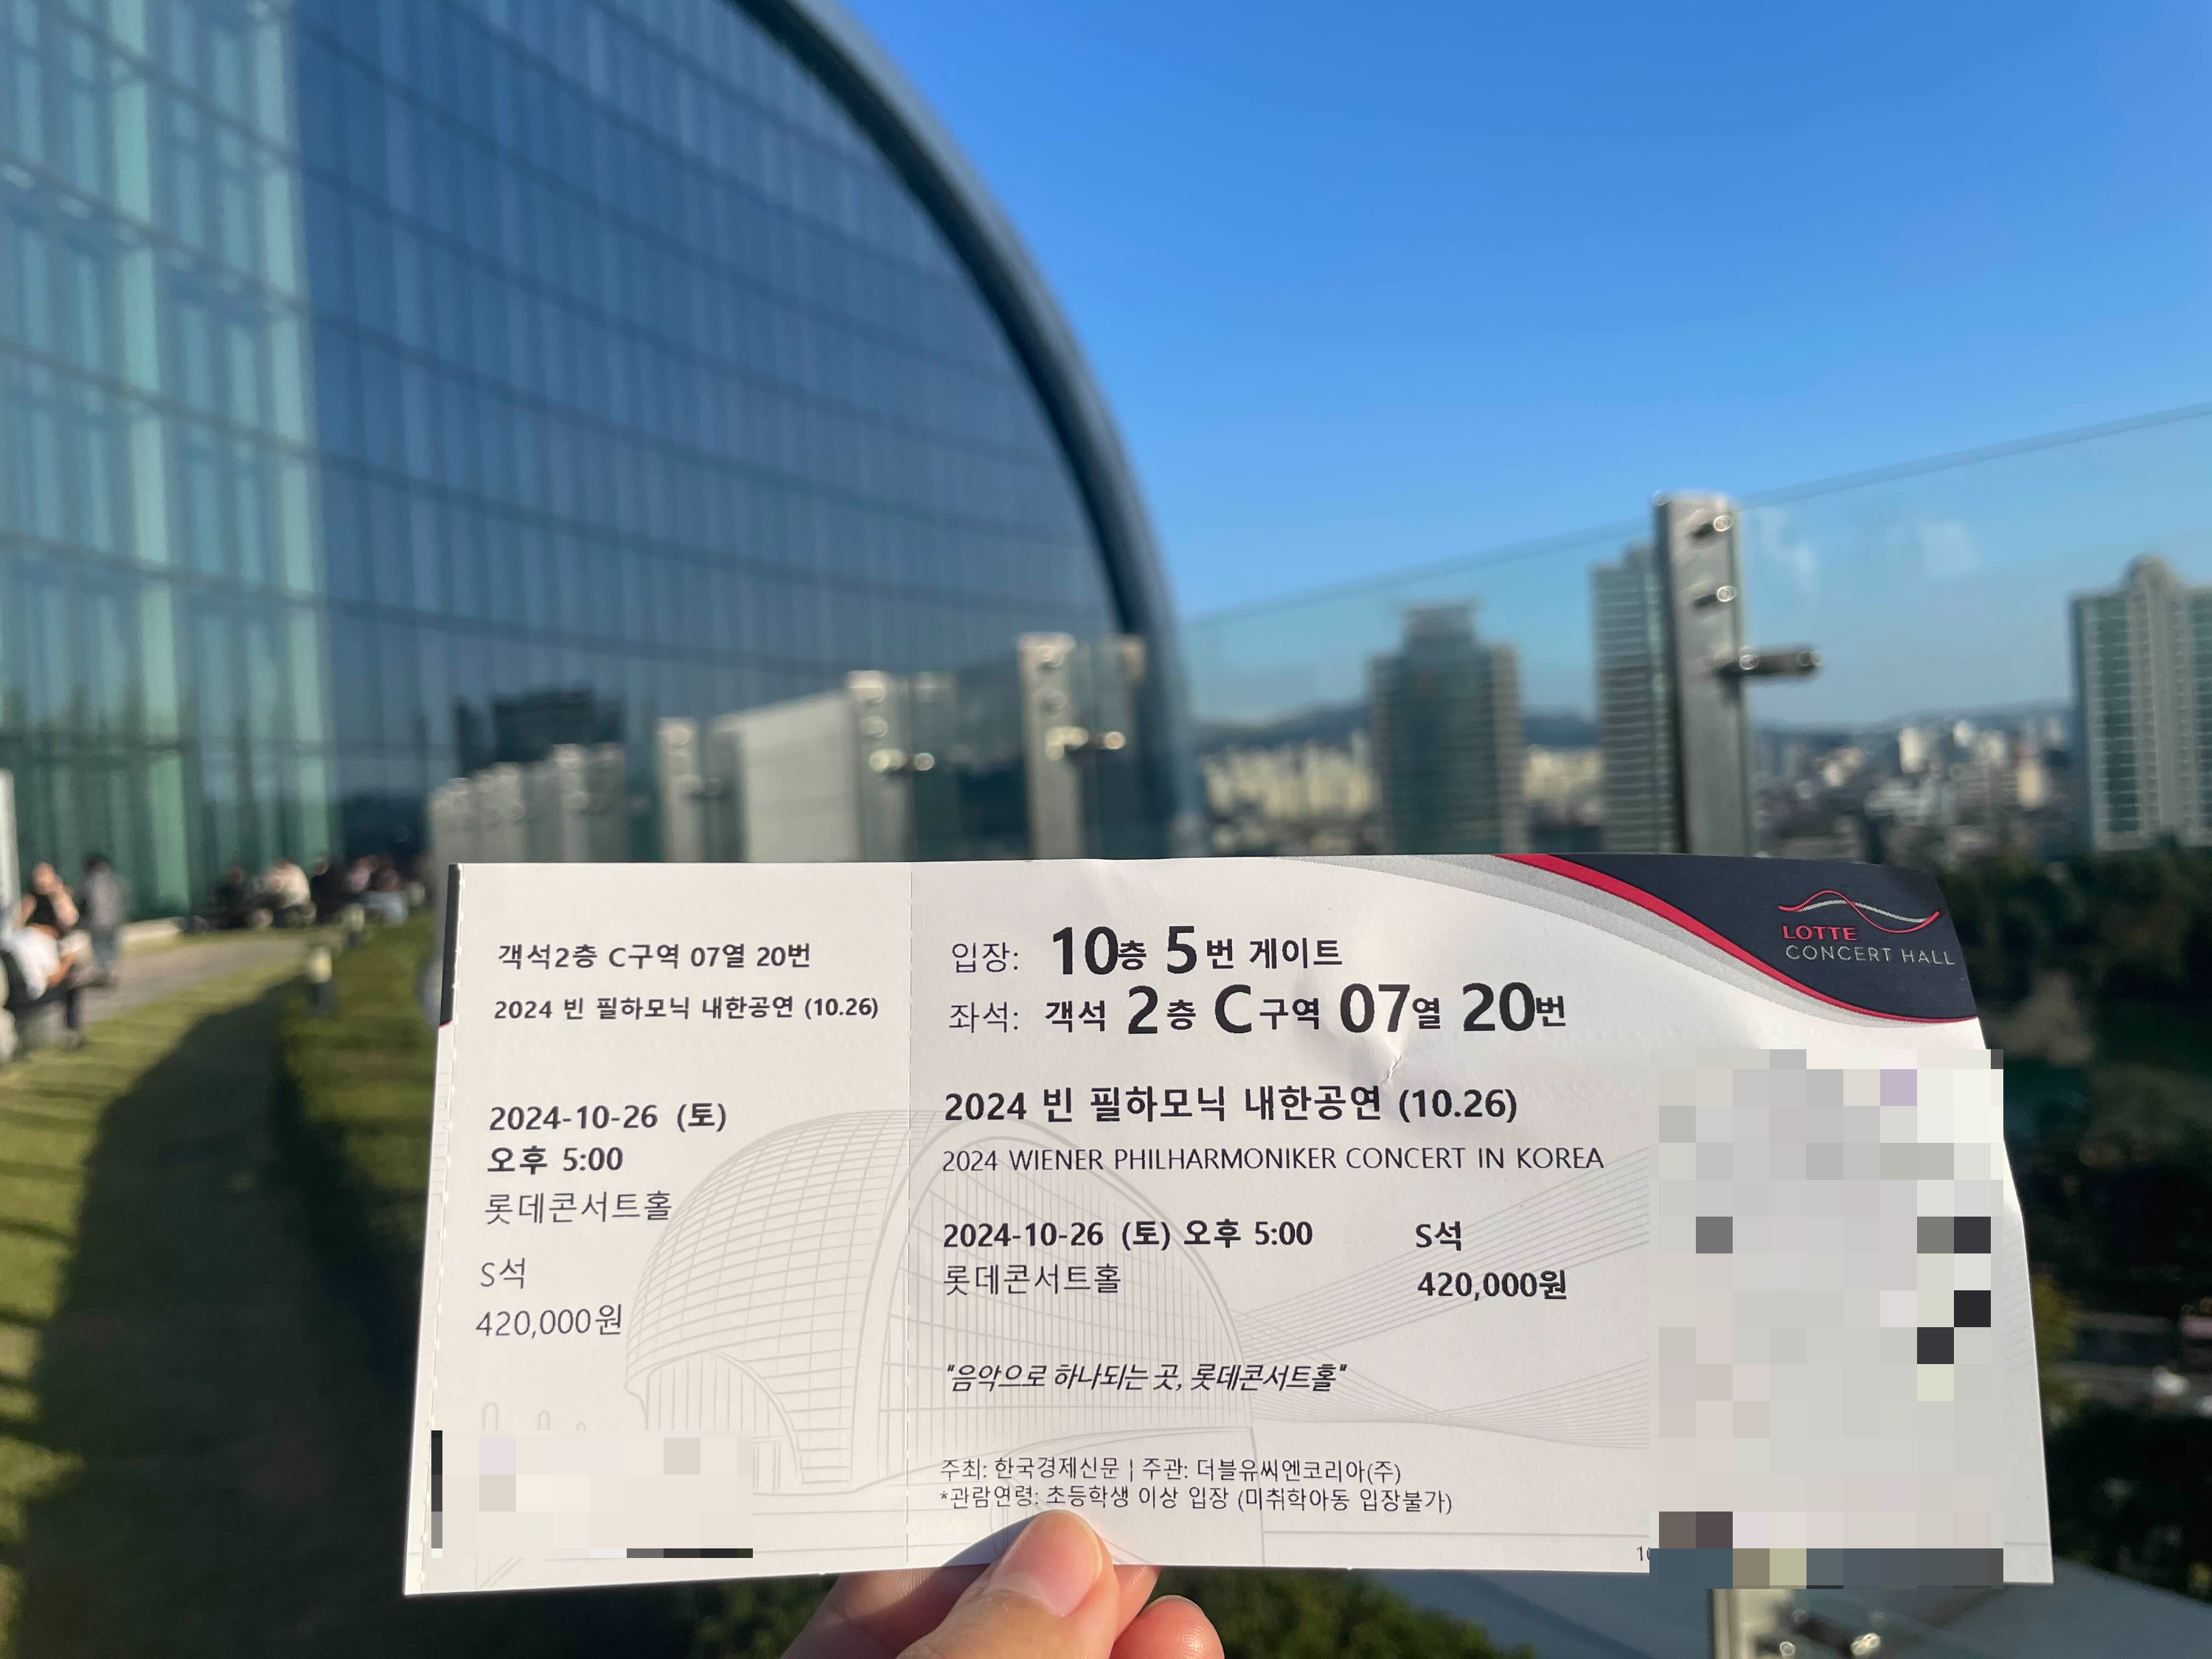 객석2층 C구역 07열 20번
2024 빈 필하모닉 내한공연 (10.26)
2024-10-26 (토)
오후 5:00
롯데콘서트홀
S석
420,000원
입장: 10층 5번 게이트
좌석: 객석 2층 C구역 07열 20번
2024 빈 필하모닉 내한공연 (10.26)
2024 WIENER PHILHARMONIKER CONCERT IN KOREA
2024-10-26 (토) 오후 5:00 S석
롯데콘서트홀 420,000원
"음악으로 하나되는 곳, 롯데콘서트홀"
주최: 한국경제신문 | 주관: 더블유씨엔코리아(주)
*관람연령: 초등학생 이상 입장 (미취학아동 입장불가)
LOTTE
CONCERT HALL